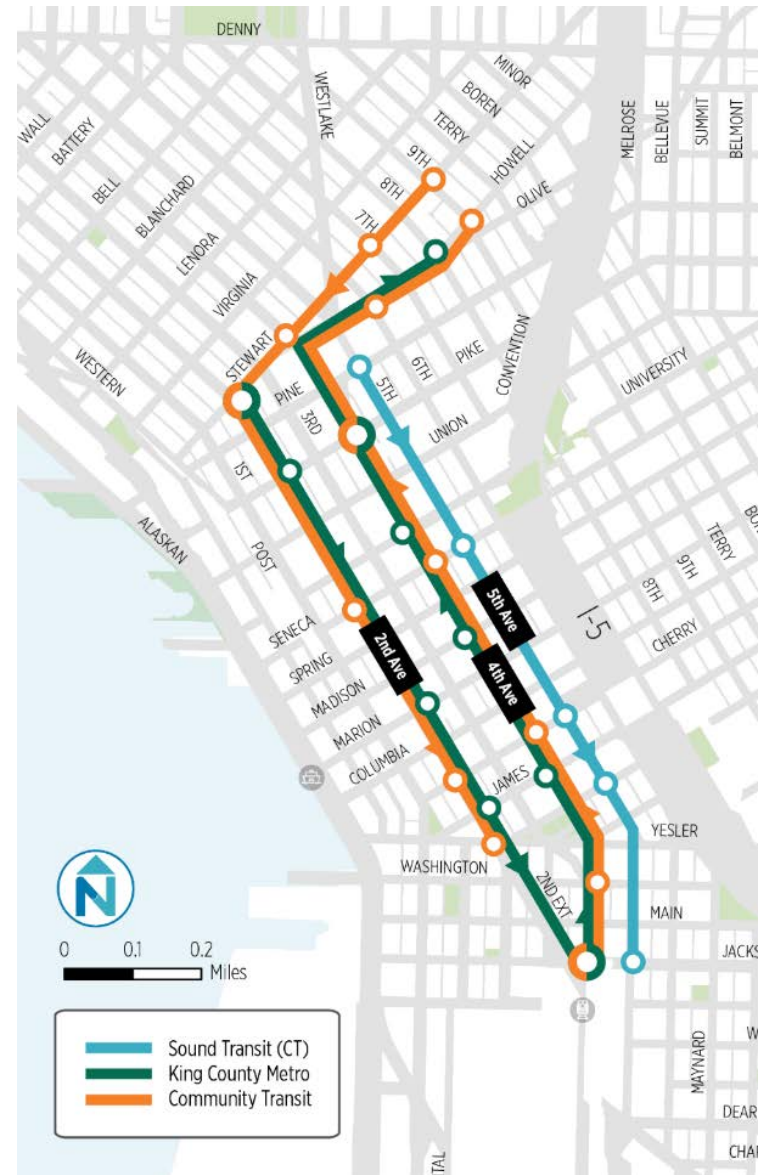 DENNY
WESTLAKE
MINOR
BOREN
TERRY
9TH
8TH
7TH
HOWELL
OLIVE
MELROSE
BELLEVUE
SUMMIT
BELMONT
WALL
BATTERY
BELL
BLANCHARD
LENORA
VIRGINIA
STEWART
WESTERN
PINE
3RD
5TH
6TH
PIKE
CONVENTION
UNION
UNIVERSITY
1ST
POST
ALASKAN
SENECA
SPRING
MADISON
MARION
COLUMBIA
2nd Ave
4th Ave
5th Ave
I-5
TERRY
9TH
8TH
CHERRY
JAMES
YESLER
WASHINGTON
2ND EXT
MAIN
JACKS
MAYNARD
W
DEAR
CHA
TAL
N
0 0.1 0.2
Miles
Sound Transit (CT)
King County Metro
Community Transit